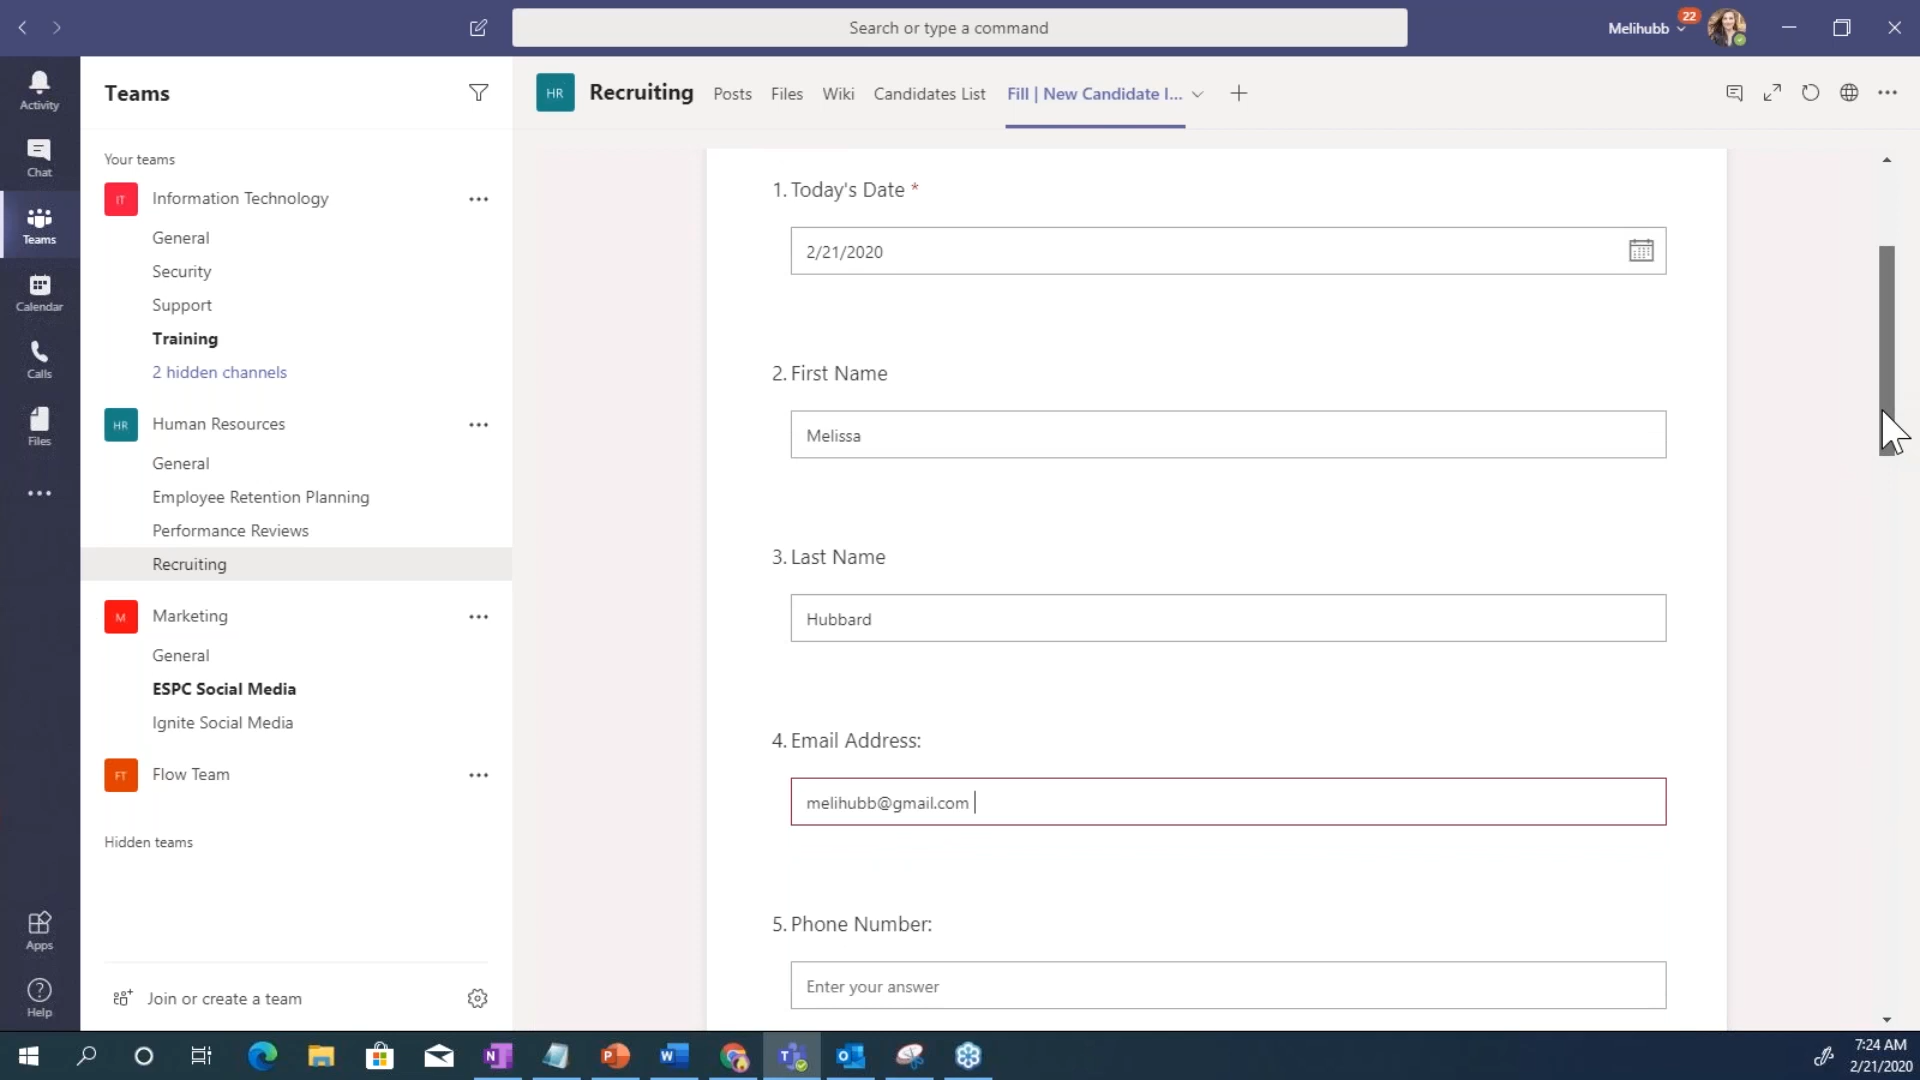 Search or type a command
Melihubb
22
Activity
Chat
Teams
Calendar
Calls
Files
Apps
Help
Teams
Your teams
IT Information Technology
General
Security
Support
Training
2 hidden channels
HR Human Resources
General
Employee Retention Planning
Performance Reviews
Recruiting
M Marketing
General
ESPC Social Media
Ignite Social Media
FT Flow Team
Hidden teams
Join or create a team
HR Recruiting Posts Files Wiki Candidates List Fill | New Candidate I...
1. Today's Date *
2/21/2020
2. First Name
Melissa
3. Last Name
Hubbard
4. Email Address:
melihubb@gmail.com
5. Phone Number:
Enter your answer
7:24 AM
2/21/2020